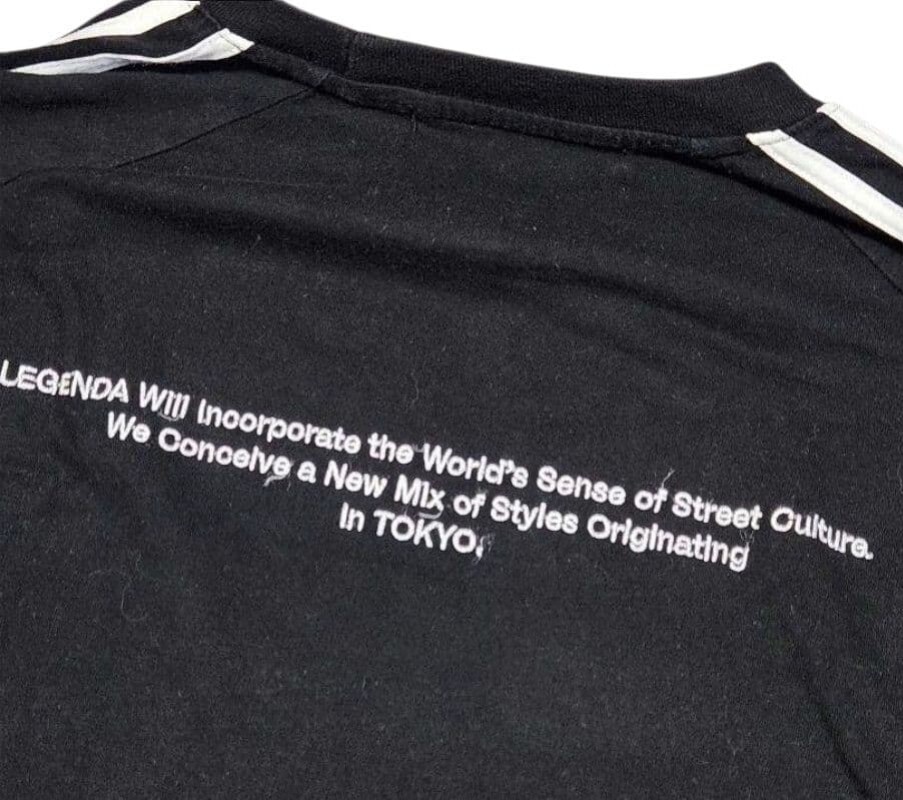 LEGENDA Will Incorporate the World's Sense of Street Culture.
We Conceive a New Mix of Styles Originating
In TOKYO.